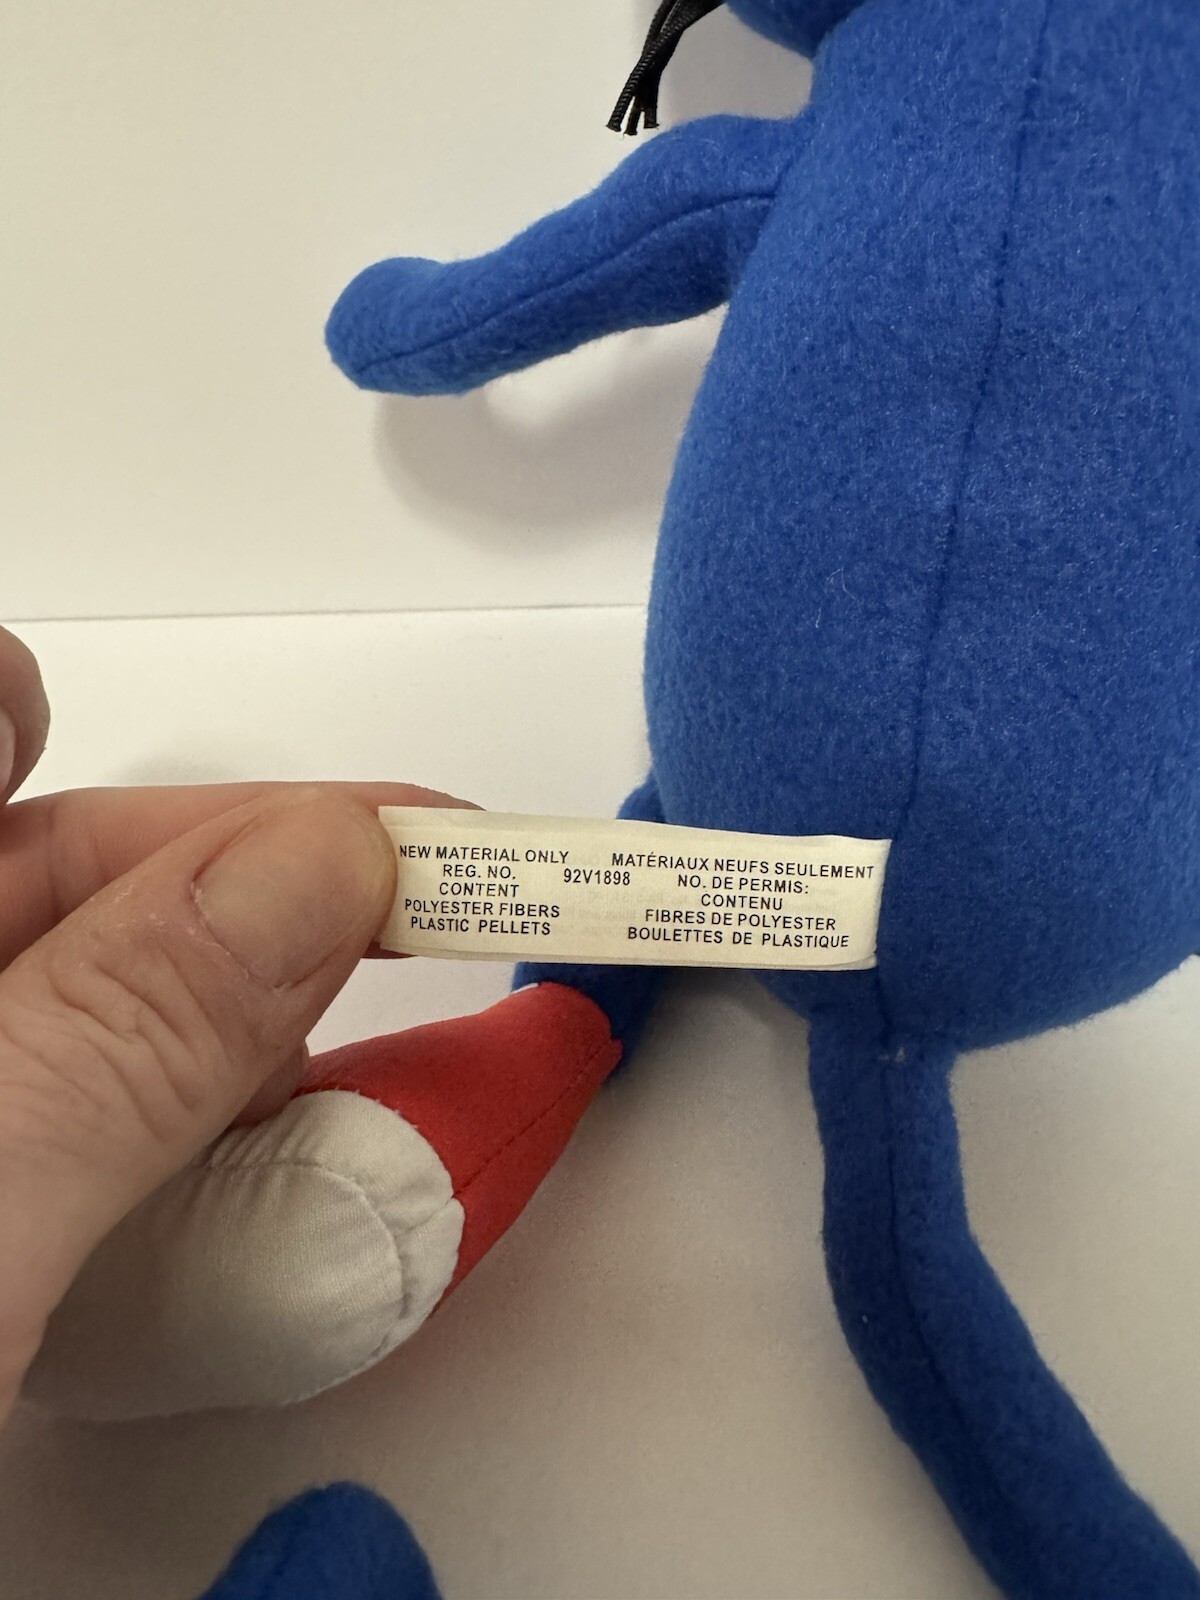 NEW MATERIAL ONLY MATÉRIAUX NEUFS SEULEMENT
REG. NO. 92V1898 NO. DE PERMIS:
CONTENT CONTENU
POLYESTER FIBERS FIBRES DE POLYESTER
PLASTIC PELLETS BOULETTES DE PLASTIQUE